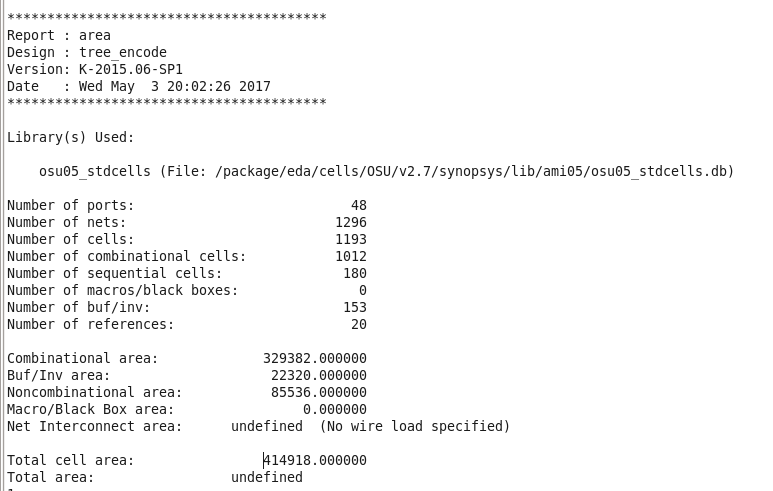 ****************************************
Report : area
Design : tree_encode
Version: K-2015.06-SP1
Date   : Wed May  3 20:02:26 2017
****************************************
Library(s) Used:
    osu05_stdcells (File: /package/eda/cells/OSU/v2.7/synopsys/lib/ami05/osu05_stdcells.db)
Number of ports:                           48
Number of nets:                          1296
Number of cells:                         1193
Number of combinational cells:           1012
Number of sequential cells:               180
Number of macros/black boxes:               0
Number of buf/inv:                        153
Number of references:                      20
Combinational area:             329382.000000
Buf/Inv area:                    22320.000000
Noncombinational area:           85536.000000
Macro/Black Box area:                0.000000
Net Interconnect area:      undefined  (No wire load specified)
Total cell area:                414918.000000
Total area:                 undefined